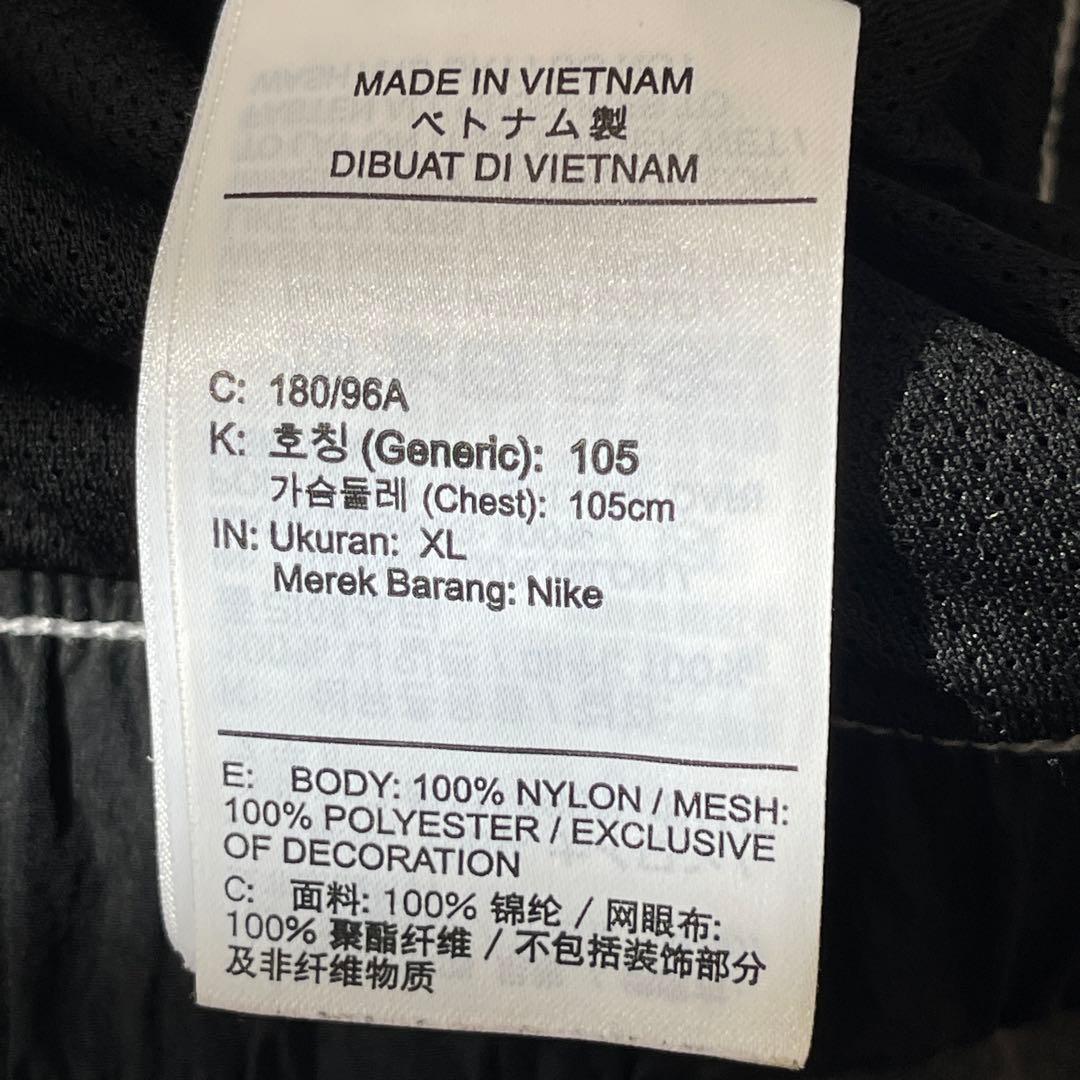 MADE IN VIETNAM
ベトナム製
DIBUAT DI VIETNAM
C: 180/96A
K: 호칭 (Generic): 105
가슴둘레 (Chest): 105cm
IN: Ukuran: XL
Merek Barang: Nike
E: BODY: 100% NYLON / MESH:
100% POLYESTER / EXCLUSIVE
OF DECORATION
C: 面料: 100% 锦纶 / 网眼布:
100% 聚酯纤维 / 不包括装饰部分
及非纤维物质